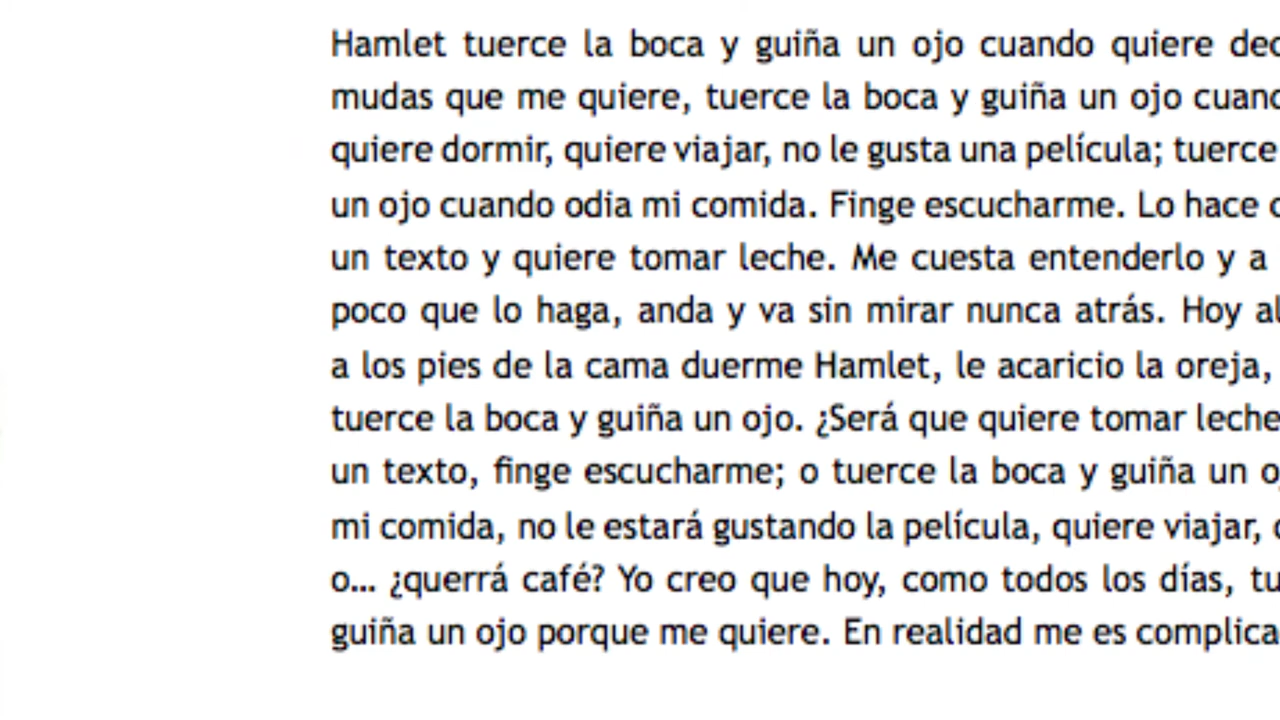 Hamlet tuerce la boca y guiña un ojo cuando quiere
mudas que me quiere, tuerce la boca y guiña un ojo
quiere dormir, quiere viajar, no le gusta una película; tuerce
un ojo cuando odia mi comida. Finge escucharme. Lo hace
un texto y quiere tomar leche. Me cuesta entenderlo y a
poco que lo haga, anda y va sin mirar nunca atrás. Hoy
a los pies de la cama duerme Hamlet, le acaricio la oreja,
tuerce la boca y guiña un ojo. ¿Será que quiere tomar leche
un texto, finge escucharme; o tuerce la boca y guiña un
mi comida, no le estará gustando la película, quiere viajar,
o... ¿querrá café? Yo creo que hoy, como todos los días,
guiña un ojo porque me quiere. En realidad me es